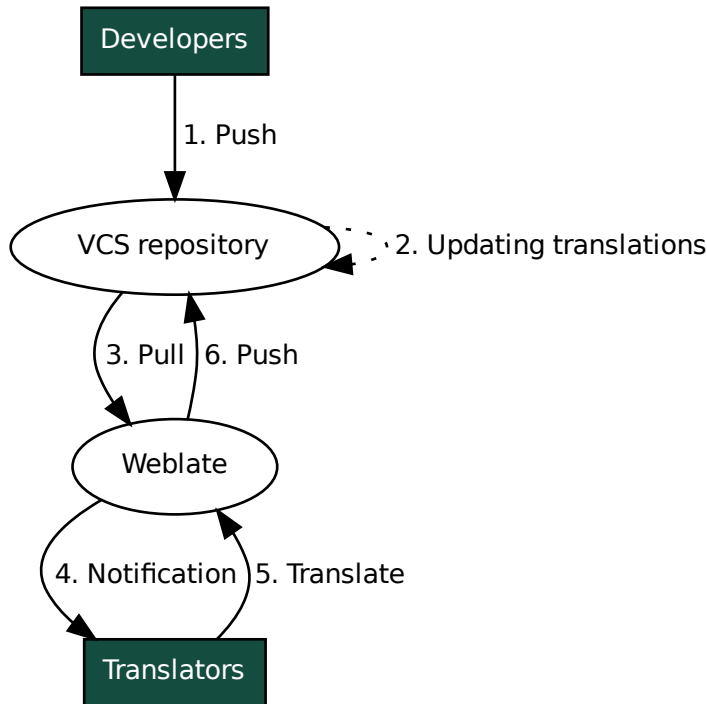 Developers
1. Push
VCS repository
2. Updating translations
3. Pull
6. Push
Weblate
4. Notification
5. Translate
Translators